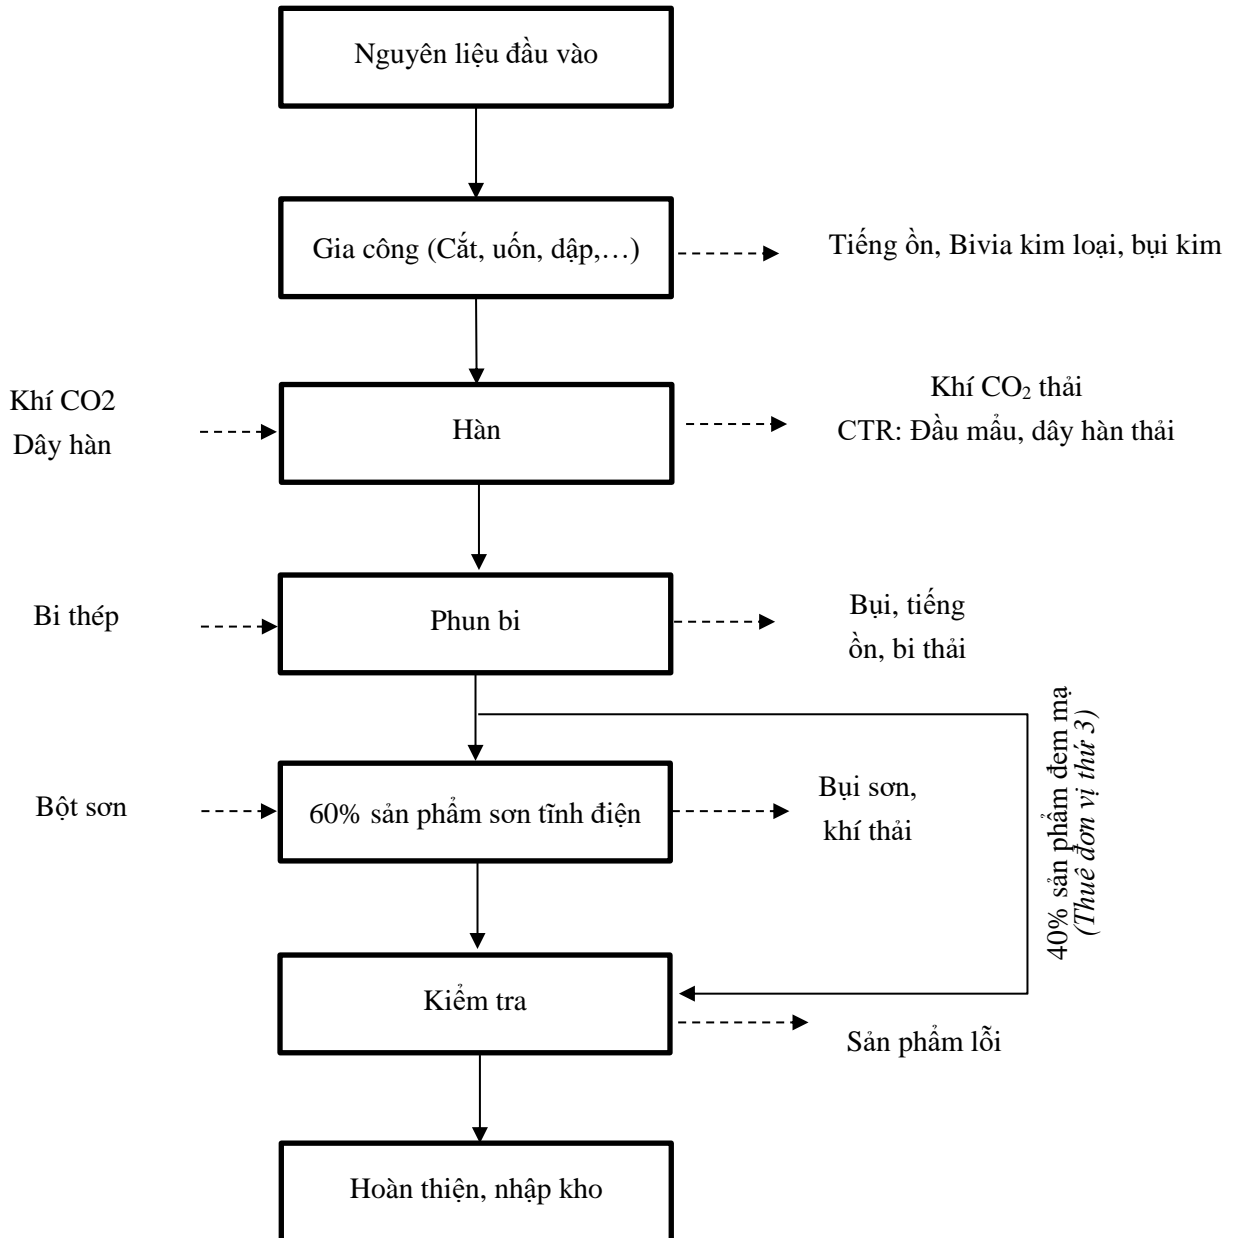 Nguyên liệu đầu vào
Gia công (Cắt, uốn, dập,…)
Tiếng ồn, Bivia kim loại, bụi kim
Khí CO2
Dây hàn
Hàn
Khí CO₂ thải
CTR: Đầu mẩu, dây hàn thải
Bi thép
Phun bi
Bụi, tiếng
ồn, bi thải
40% sản phẩm đem mạ
(Thuê đơn vị thứ 3)
Bột sơn
60% sản phẩm sơn tĩnh điện
Bụi sơn,
khí thải
Kiểm tra
Sản phẩm lỗi
Hoàn thiện, nhập kho